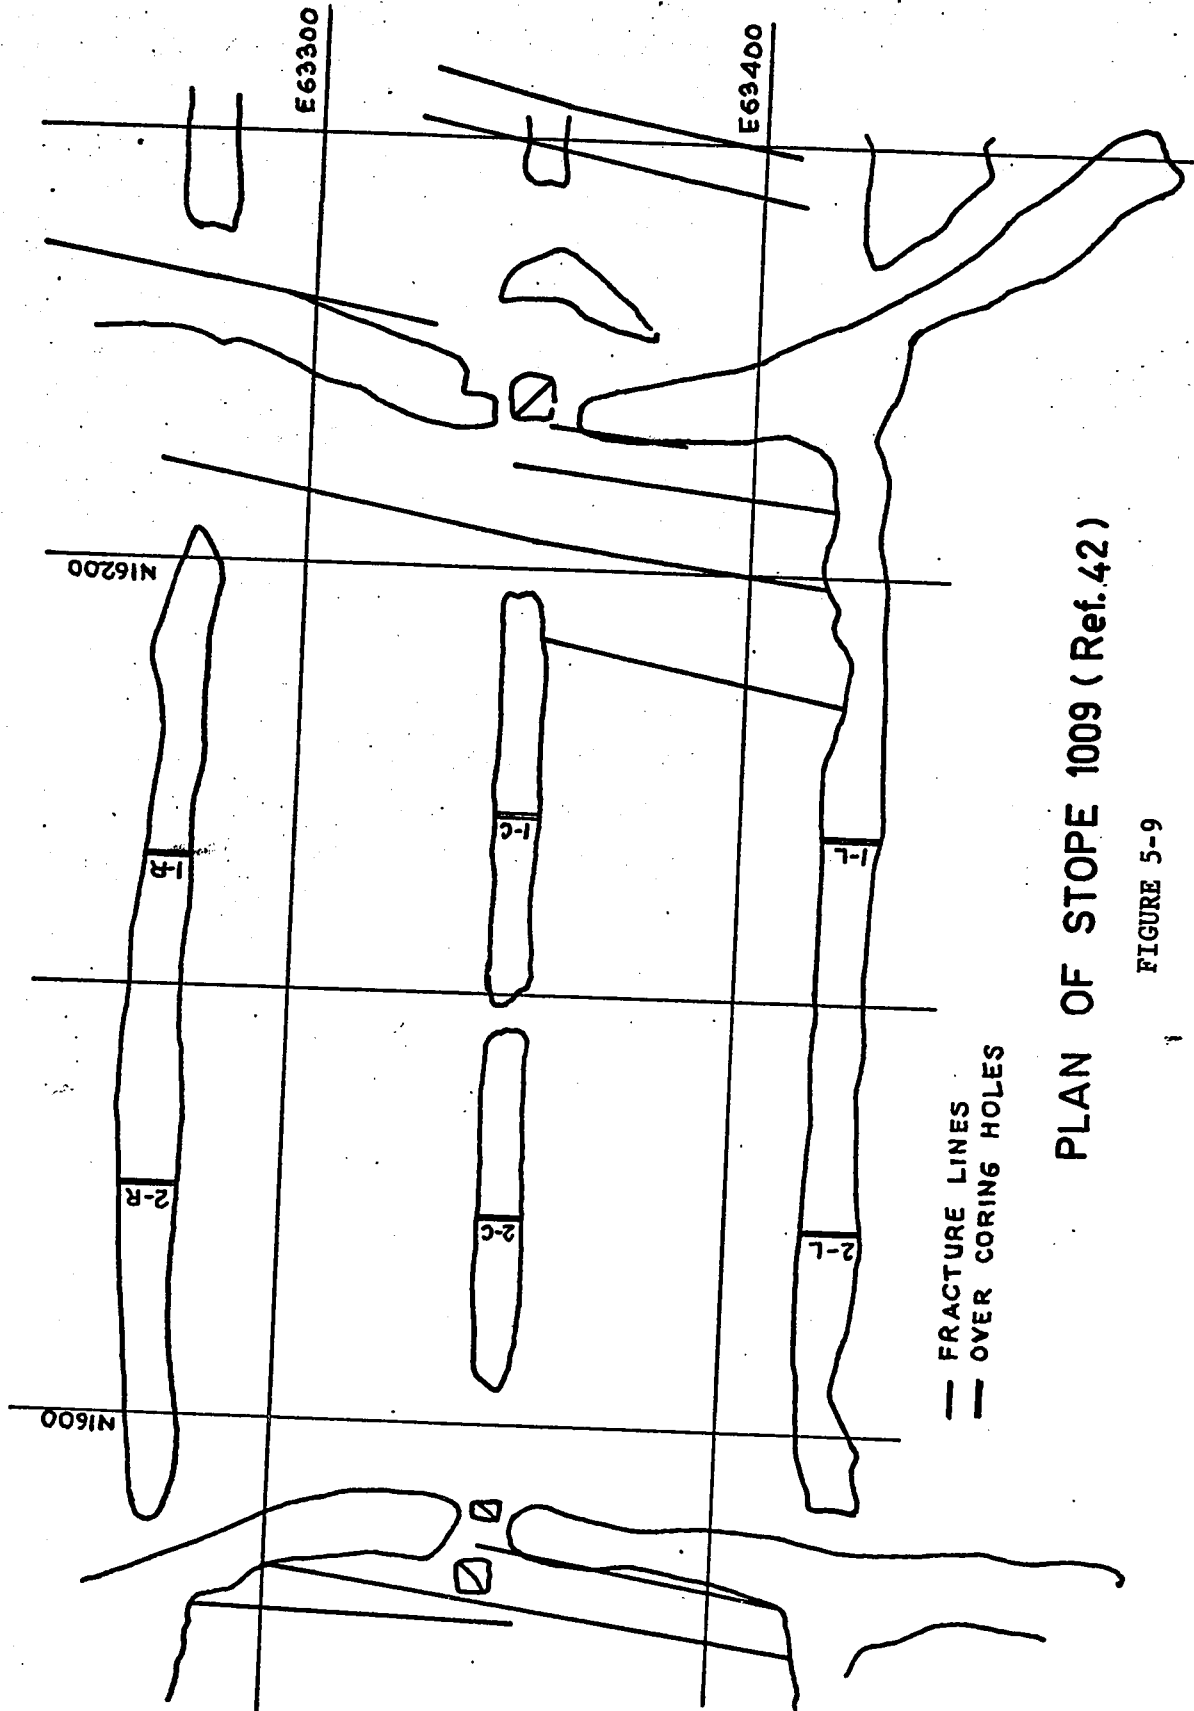 E63300
E63400
N16200
N1600
1-R
2-R
1-C
2-C
1-L
2-L
FRACTURE LINES
OVER CORING HOLES
PLAN OF STOPE 1009 (Ref. 42)
FIGURE 5-9